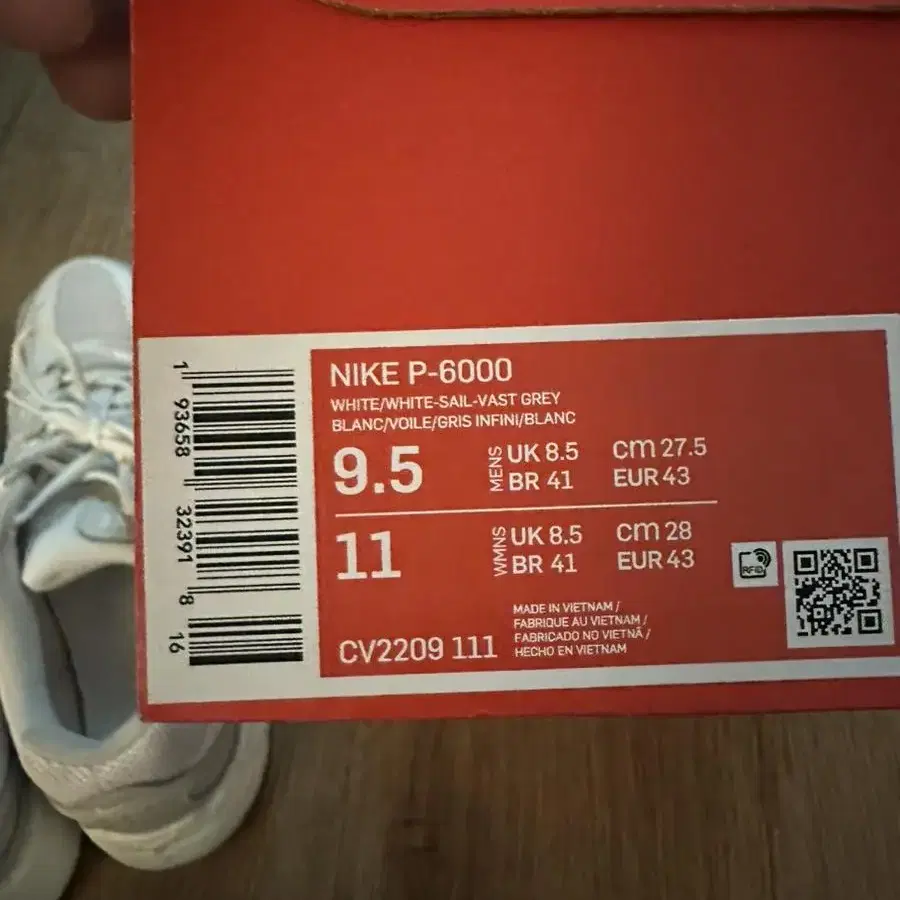 NIKE P-6000
WHITE/WHITE-SAIL-VAST GREY
BLANC/VOILE/GRIS INFINI/BLANC
9.5
MENS
UK 8.5
cm 27.5
BR 41
EUR 43
11
WMNS
UK 8.5
cm 28
BR 41
EUR 43
RFID
CV2209 111
MADE IN VIETNAM /
FABRIQUE AU VIETNAM /
FABRICADO NO VIETNÃ /
HECHO EN VIETNAM
1 93658 32391 8 16